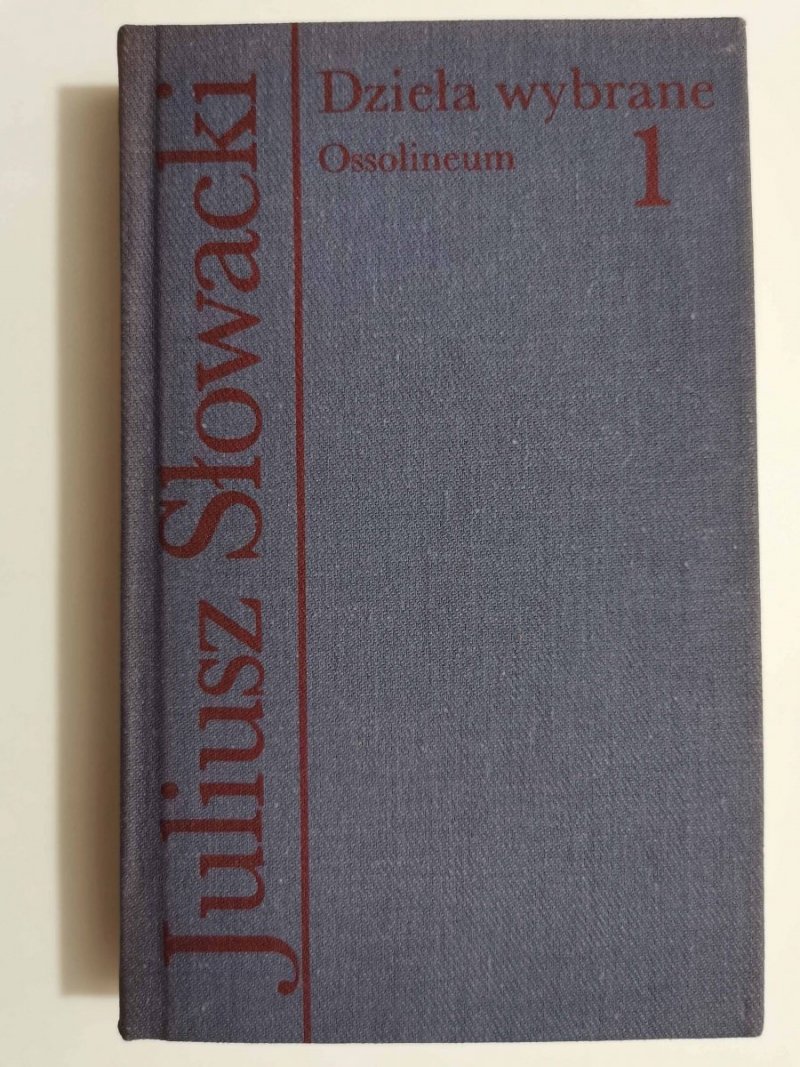 Juliusz Słowacki
Dzieła wybrane
Ossolineum
1